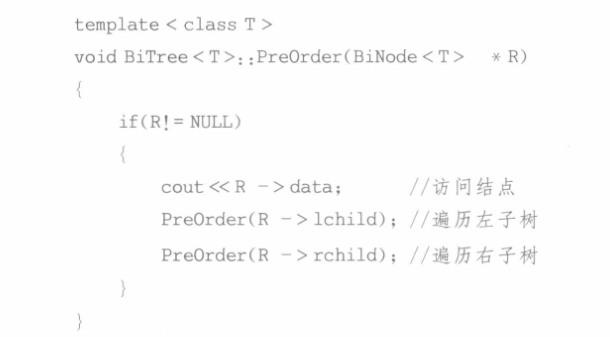 template < class T >
void BiTree < T >::PreOrder(BiNode < T > * R)
{
if(R!= NULL)
{
cout << R -> data; //访问结点
PreOrder(R -> lchild); //遍历左子树
PreOrder(R -> rchild); //遍历右子树
}
}